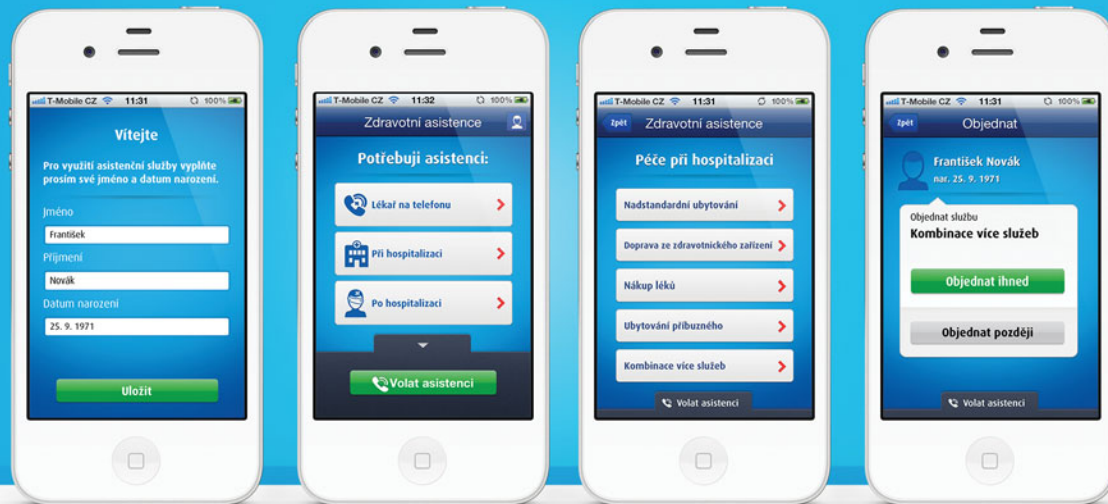 T-Mobile CZ 11:31 100%
Vítejte
Pro využití asistenční služby vyplňte
prosím své jméno a datum narození.
Jméno
František
Příjmení
Novák
Datum narození
25. 9. 1971
Uložit
T-Mobile CZ 11:32 100%
Zdravotní asistence
Potřebuji asistenci:
Lékař na telefonu
Při hospitalizaci
Po hospitalizaci
Volat asistenci
T-Mobile CZ 11:31 100%
Zpět Zdravotní asistence
Péče při hospitalizaci
Nadstandardní ubytování
Doprava ze zdravotnického zařízení
Nákup léků
Ubytování příbuzného
Kombinace více služeb
Volat asistenci
T-Mobile CZ 11:31 100%
Zpět Objednat
František Novák
nar. 25. 9. 1971
Objednat službu
Kombinace více služeb
Objednat ihned
Objednat později
Volat asistenci